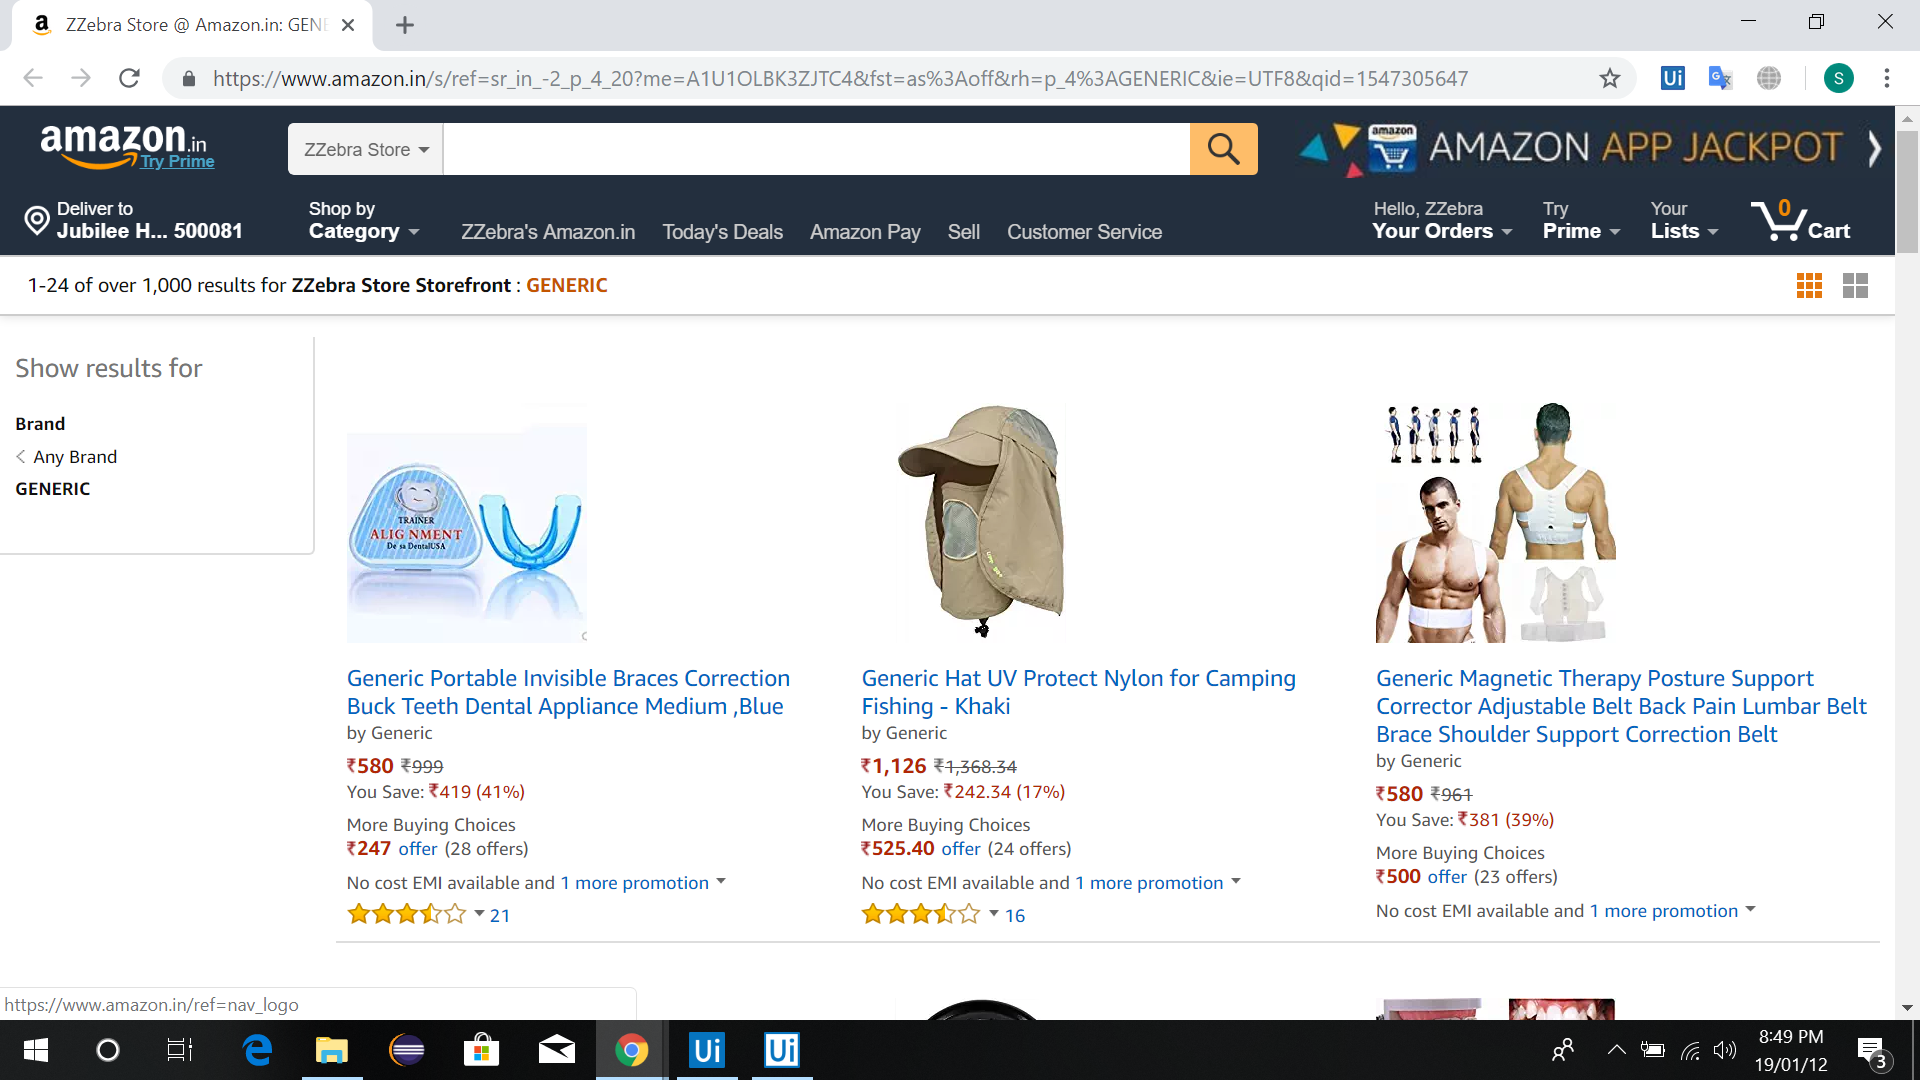 ZZebra Store @ Amazon.in: GENE
https://www.amazon.in/s/ref=sr_in_-2_p_4_20?me=A1U1OLBK3ZJTC4&fst=as%3Aoff&rh=p_4%3AGENERIC&ie=UTF8&qid=1547305647
Ui
S
amazon.in
Try Prime
ZZebra Store
amazon
AMAZON APP JACKPOT
Deliver to
Jubilee H... 500081
Shop by
Category
ZZebra's Amazon.in
Today's Deals
Amazon Pay
Sell
Customer Service
Hello, ZZebra
Your Orders
Try
Prime
Your
Lists
0
Cart
1-24 of over 1,000 results for ZZebra Store Storefront : GENERIC
Show results for
Brand
Any Brand
GENERIC
TRAINER
ALIGNMENT
De sa DentalUSA
Generic Portable Invisible Braces Correction
Buck Teeth Dental Appliance Medium ,Blue
by Generic
₹580 ₹999
You Save: ₹419 (41%)
More Buying Choices
₹247 offer (28 offers)
No cost EMI available and 1 more promotion
21
Generic Hat UV Protect Nylon for Camping
Fishing - Khaki
by Generic
₹1,126 ₹1,368.34
You Save: ₹242.34 (17%)
More Buying Choices
₹525.40 offer (24 offers)
No cost EMI available and 1 more promotion
16
Generic Magnetic Therapy Posture Support
Corrector Adjustable Belt Back Pain Lumbar Belt
Brace Shoulder Support Correction Belt
by Generic
₹580 ₹961
You Save: ₹381 (39%)
More Buying Choices
₹500 offer (23 offers)
No cost EMI available and 1 more promotion
https://www.amazon.in/ref=nav_logo
Ui
Ui
8:49 PM
19/01/12
3